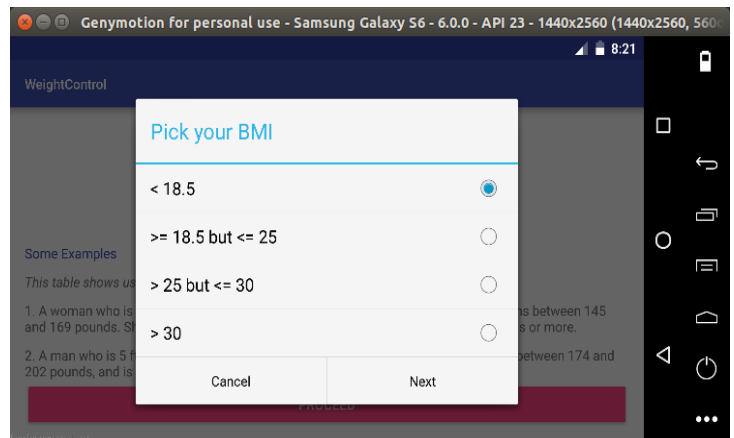 Genymotion for personal use - Samsung Galaxy S6 - 6.0.0 - API 23 - 1440x2560 (1440x2560, 560
8:21
WeightControl
Pick your BMI
< 18.5
>= 18.5 but <= 25
> 25 but <= 30
> 30
Cancel Next
Some Examples
This table shows us
1. A woman who is ns between 145
and 169 pounds. Sh s or more.
2. A man who is 5 f between 174 and
202 pounds, and is
PROCEED